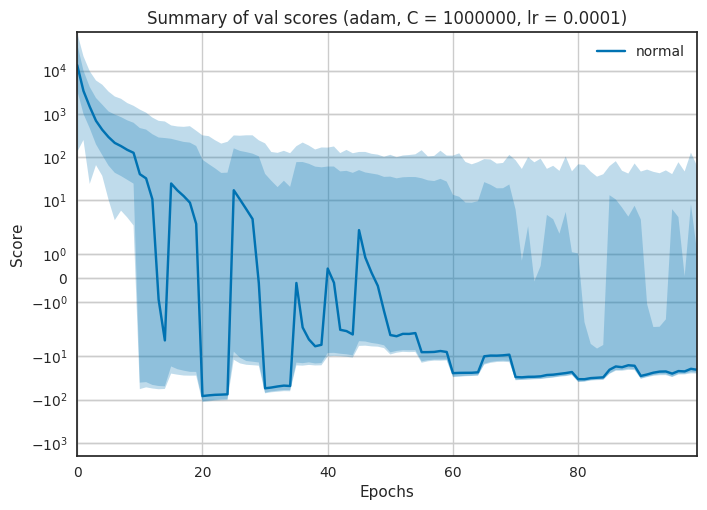 Summary of val scores (adam, C = 1000000, lr = 0.0001)
normal
Score
10⁴
10³
10²
10¹
10⁰
0
−10⁰
−10¹
−10²
−10³
0 20 40 60 80
Epochs